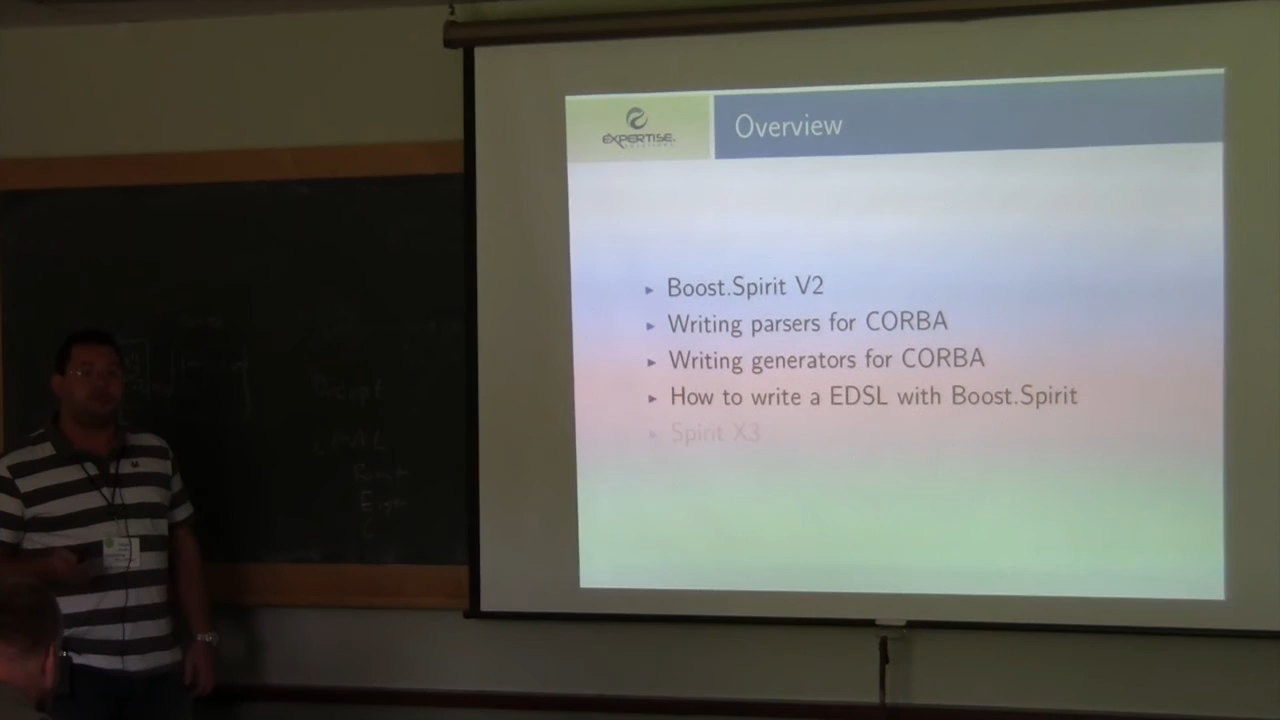 EXPERTISE
SOLUTIONS
Overview
Boost.Spirit V2
Writing parsers for CORBA
Writing generators for CORBA
How to write a EDSL with Boost.Spirit
Spirit X3